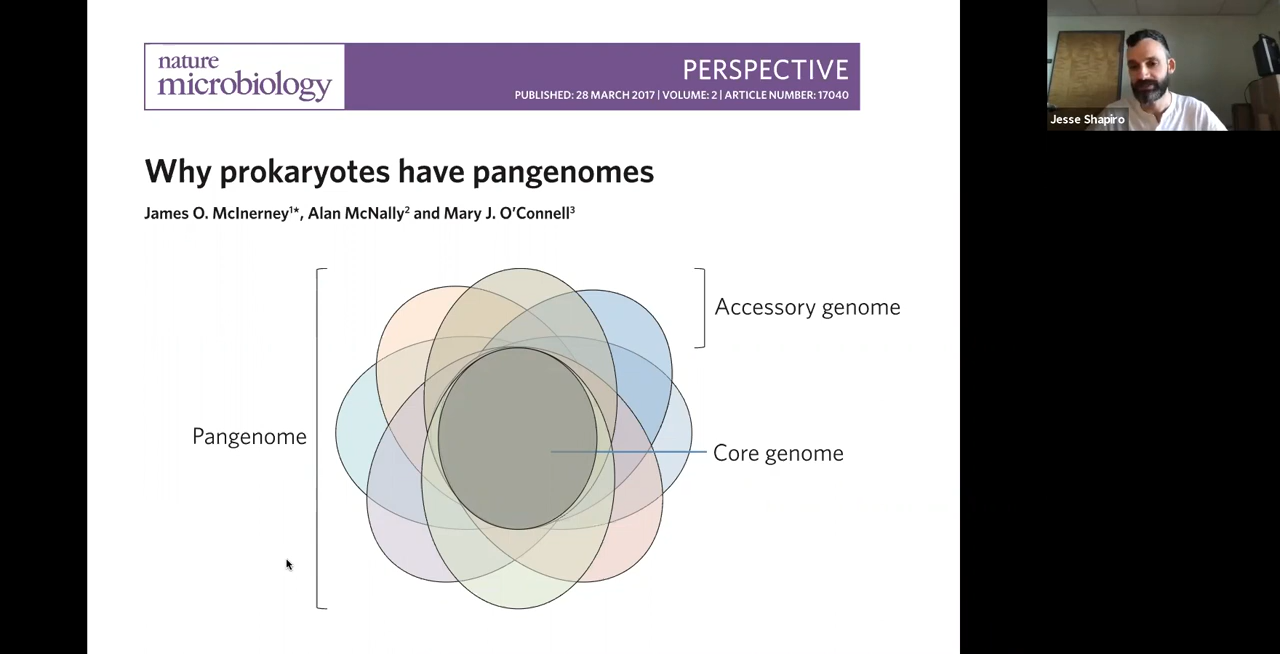 nature
microbiology
PERSPECTIVE
PUBLISHED: 28 MARCH 2017 | VOLUME: 2 | ARTICLE NUMBER: 17040
Jesse Shapiro
Why prokaryotes have pangenomes
James O. McInerney¹*, Alan McNally² and Mary J. O'Connell³
Accessory genome
Pangenome
Core genome